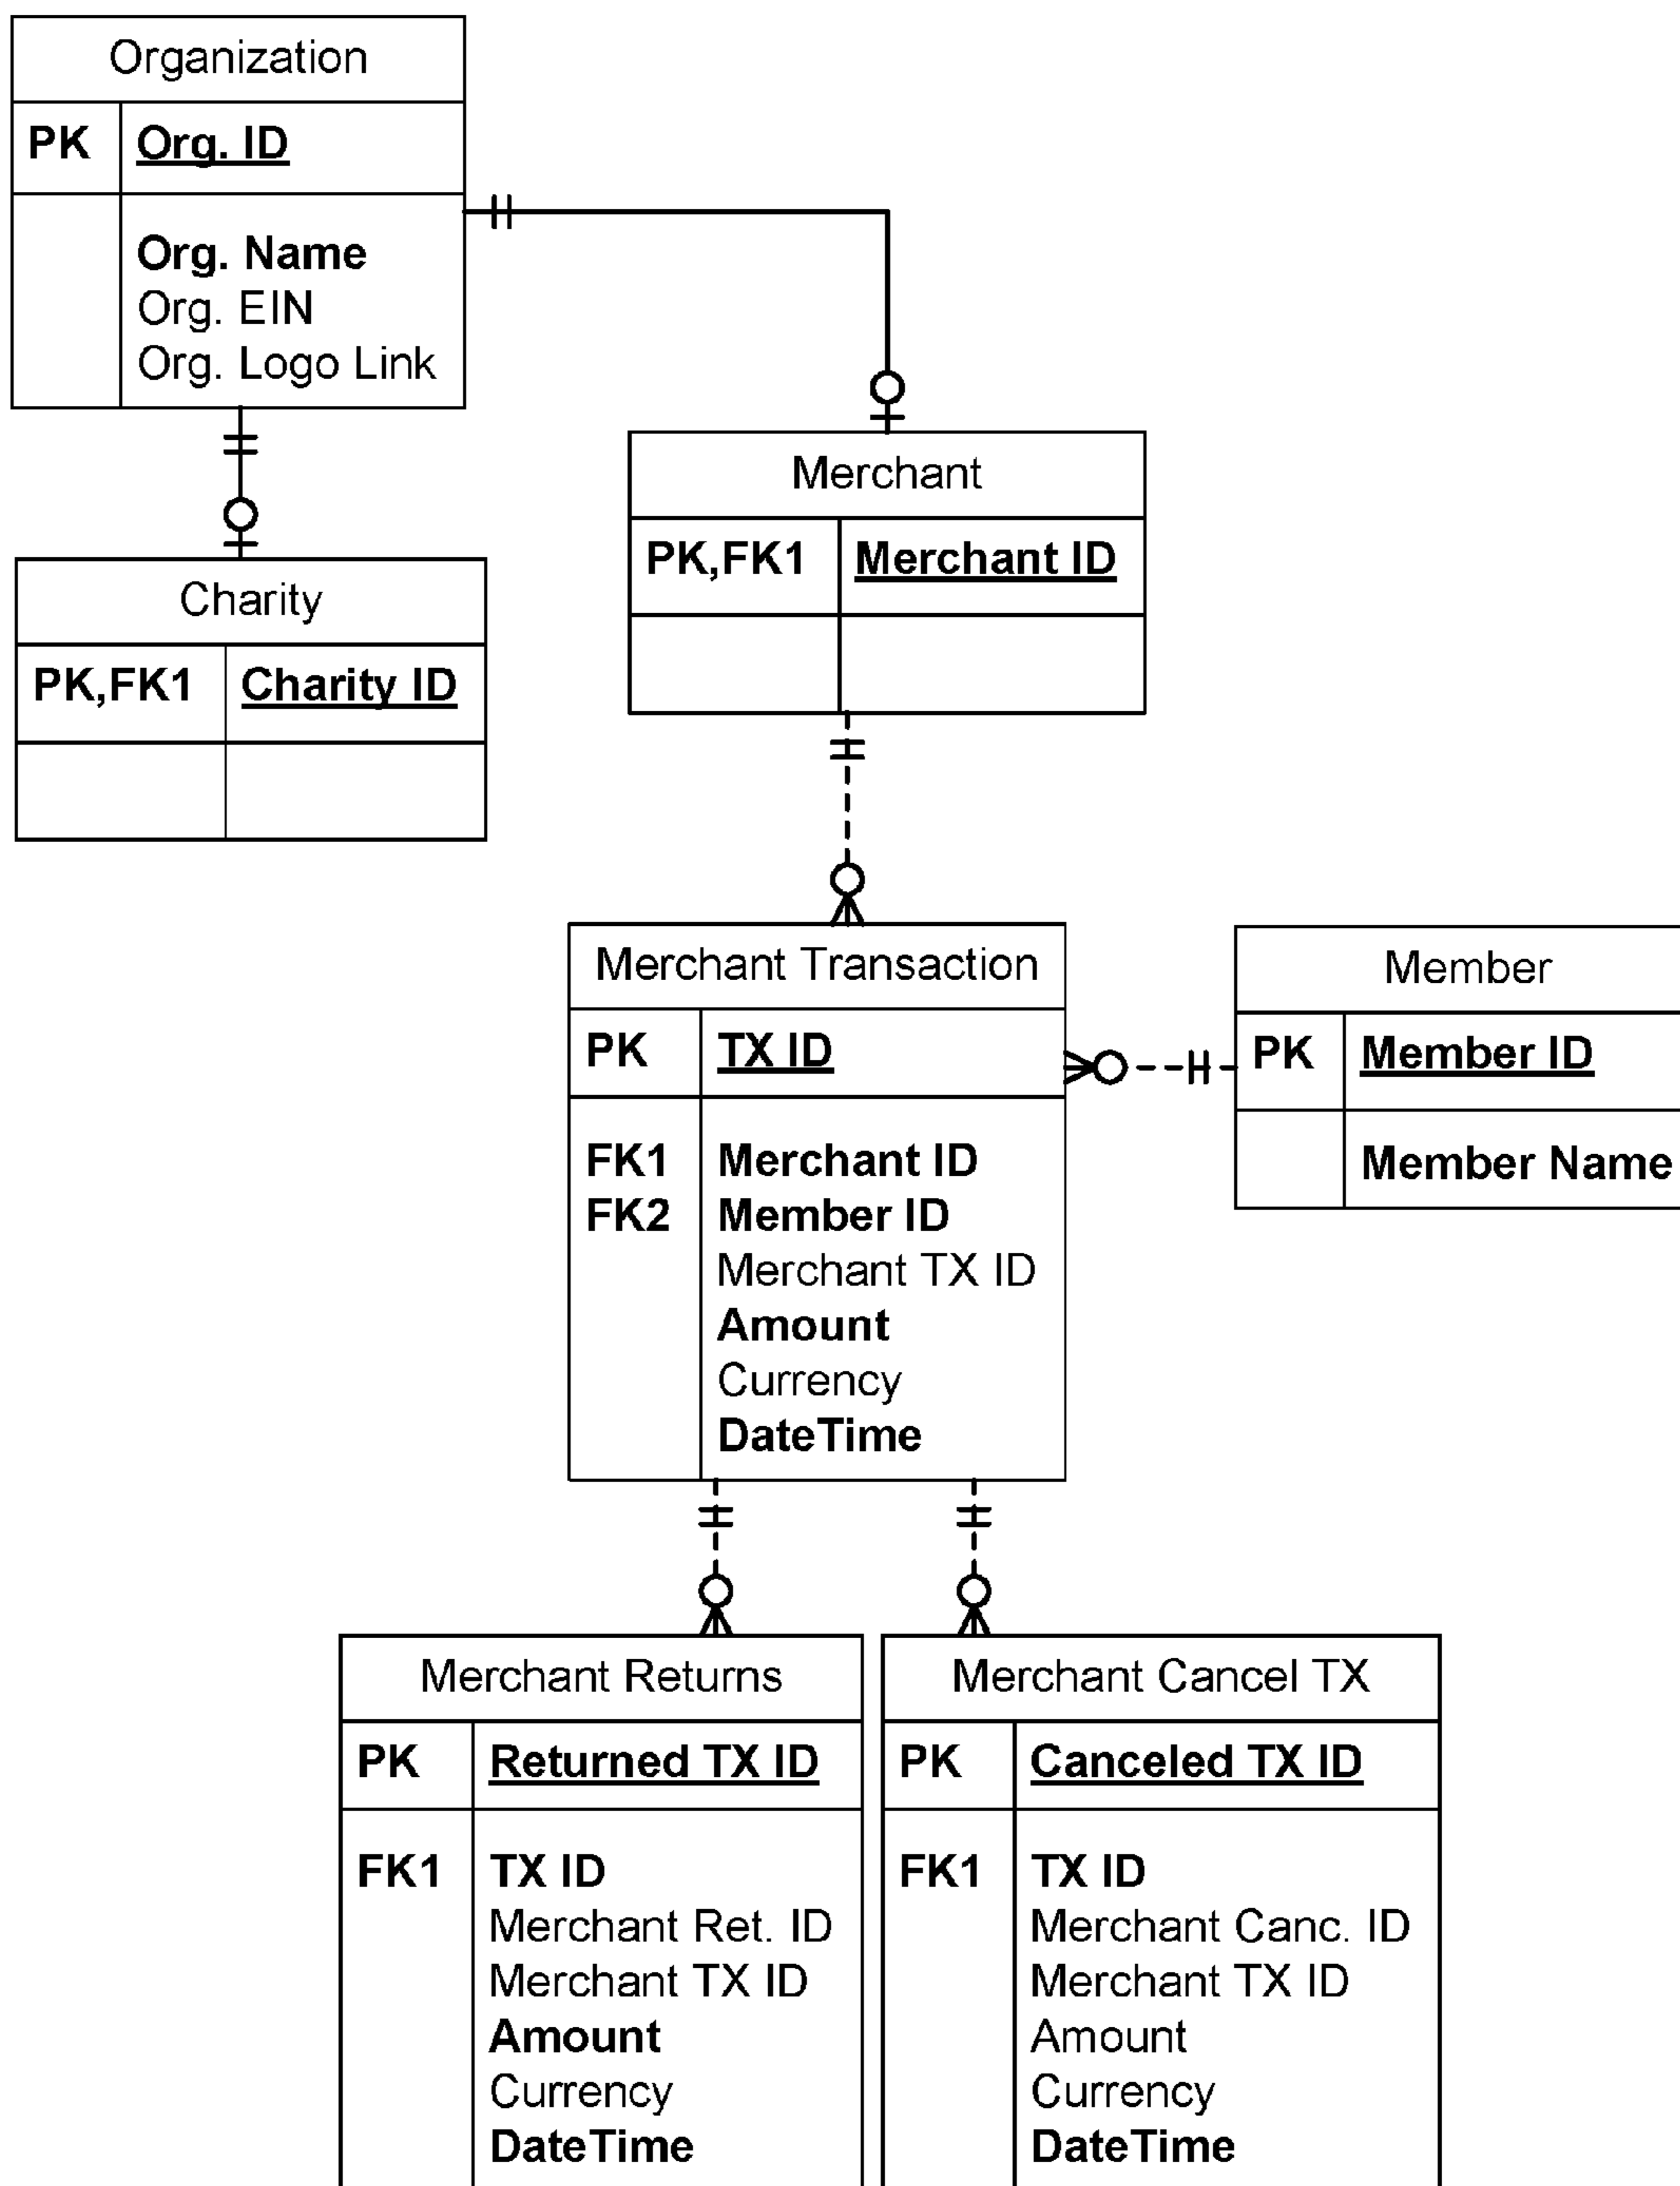 Organization
PK Org. ID
Org. Name
Org. EIN
Org. Logo Link
Merchant
PK,FK1 Merchant ID
Charity
PK,FK1 Charity ID
Merchant Transaction
PK TX ID
FK1 Merchant ID
FK2 Member ID
Merchant TX ID
Amount
Currency
DateTime
Member
PK Member ID
Member Name
Merchant Returns
PK Returned TX ID
FK1 TX ID
Merchant Ret. ID
Merchant TX ID
Amount
Currency
DateTime
Merchant Cancel TX
PK Canceled TX ID
FK1 TX ID
Merchant Canc. ID
Merchant TX ID
Amount
Currency
DateTime